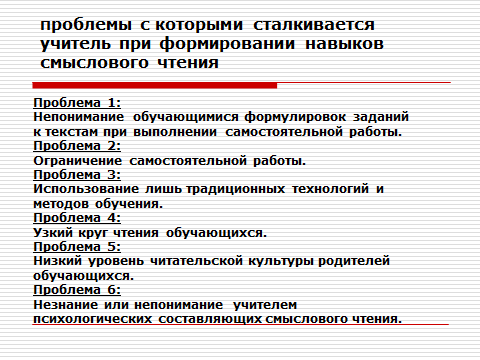 проблемы с которыми сталкивается
учитель при формировании навыков
смыслового чтения
Проблема 1:
Непонимание обучающимися формулировок заданий
к текстам при выполнении самостоятельной работы.
Проблема 2:
Ограничение самостоятельной работы.
Проблема 3:
Использование лишь традиционных технологий и
методов обучения.
Проблема 4:
Узкий круг чтения обучающихся.
Проблема 5:
Низкий уровень читательской культуры родителей
обучающихся.
Проблема 6:
Незнание или непонимание учителем
психологических составляющих смыслового чтения.